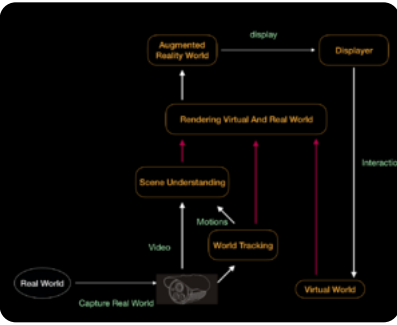 Augmented
Reality World
display
Displayer
Rendering Virtual And Real World
Interactio
Scene Understanding
Motions
Video
World Tracking
Real World
Capture Real World
Virtual World